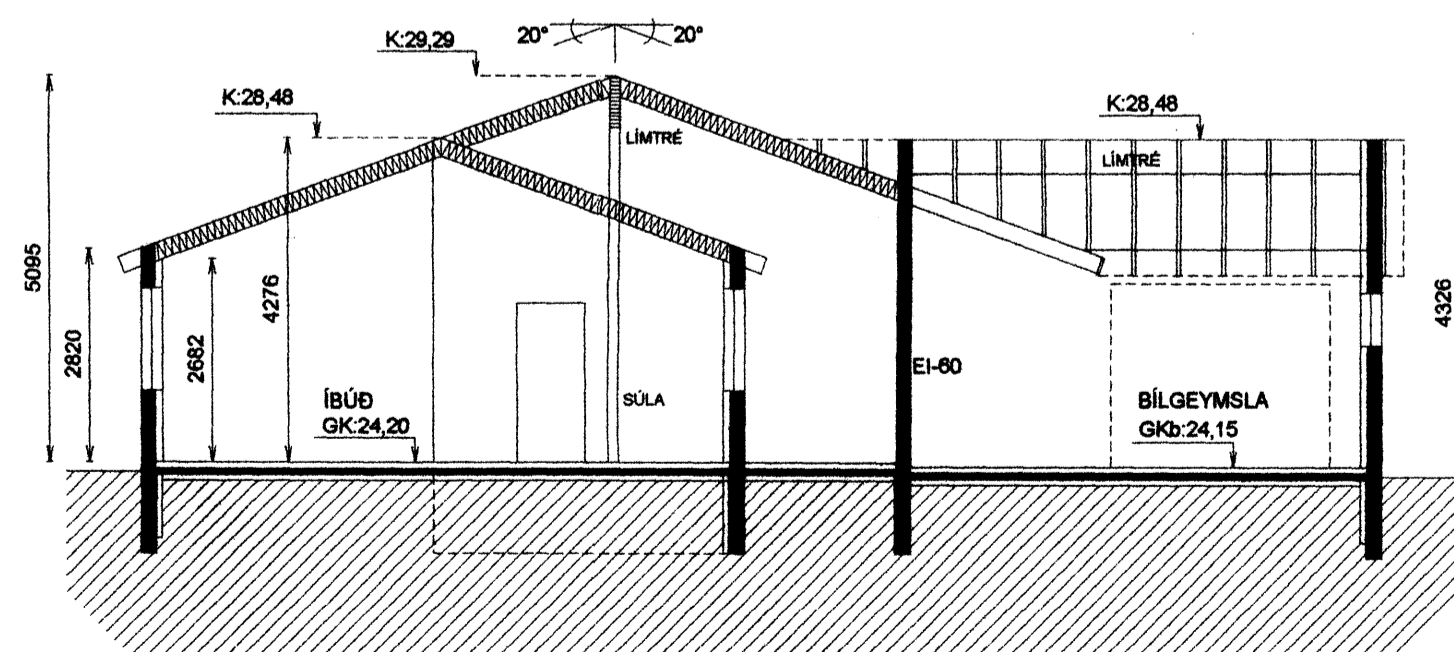 20° 20°
K:29,29
K:28,48
K:28,48
LÍMTRÉ
LÍMTRÉ
5095
2820
2682
4276
4326
EI-60
ÍBÚÐ
GK:24,20
SÚLA
BÍLGEYMSLA
GKb:24,15